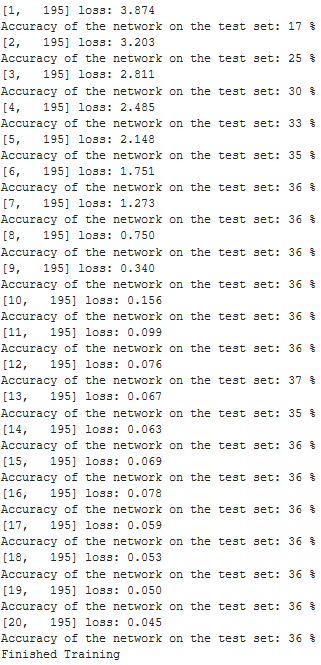 [1,   195] loss: 3.874
Accuracy of the network on the test set: 17 %
[2,   195] loss: 3.203
Accuracy of the network on the test set: 25 %
[3,   195] loss: 2.811
Accuracy of the network on the test set: 30 %
[4,   195] loss: 2.485
Accuracy of the network on the test set: 33 %
[5,   195] loss: 2.148
Accuracy of the network on the test set: 35 %
[6,   195] loss: 1.751
Accuracy of the network on the test set: 36 %
[7,   195] loss: 1.273
Accuracy of the network on the test set: 36 %
[8,   195] loss: 0.750
Accuracy of the network on the test set: 36 %
[9,   195] loss: 0.340
Accuracy of the network on the test set: 36 %
[10,   195] loss: 0.156
Accuracy of the network on the test set: 36 %
[11,   195] loss: 0.099
Accuracy of the network on the test set: 36 %
[12,   195] loss: 0.076
Accuracy of the network on the test set: 37 %
[13,   195] loss: 0.067
Accuracy of the network on the test set: 35 %
[14,   195] loss: 0.063
Accuracy of the network on the test set: 36 %
[15,   195] loss: 0.069
Accuracy of the network on the test set: 36 %
[16,   195] loss: 0.078
Accuracy of the network on the test set: 36 %
[17,   195] loss: 0.059
Accuracy of the network on the test set: 36 %
[18,   195] loss: 0.053
Accuracy of the network on the test set: 36 %
[19,   195] loss: 0.050
Accuracy of the network on the test set: 36 %
[20,   195] loss: 0.045
Accuracy of the network on the test set: 36 %
Finished Training